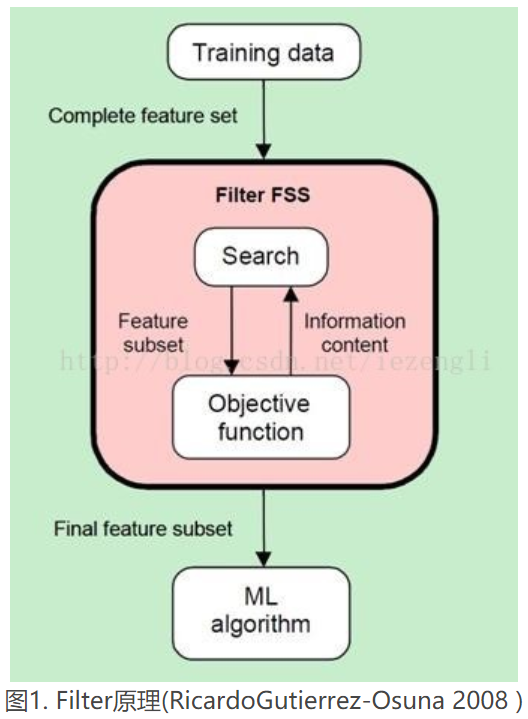 Training data
Complete feature set
Filter FSS
Search
Feature
subset
Information
content
http://blog.csdn.net/iezengli
Objective
function
Final feature subset
ML
algorithm
图1. Filter原理(RicardoGutierrez-Osuna 2008 )